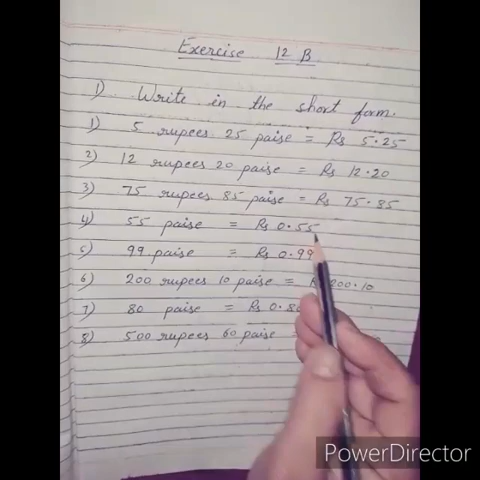 Exercise 12 B
1) Write in the short form.
1) 5 rupees 25 paise = Rs 5.25
2) 12 rupees 20 paise = Rs 12.20
3) 75 rupees 85 paise = Rs 75.85
4) 55 paise = Rs 0.55
5) 99 paise = Rs 0.99
6) 200 rupees 10 paise = Rs 200.10
7) 80 paise = Rs 0.80
8) 500 rupees 60 paise =
PowerDirector